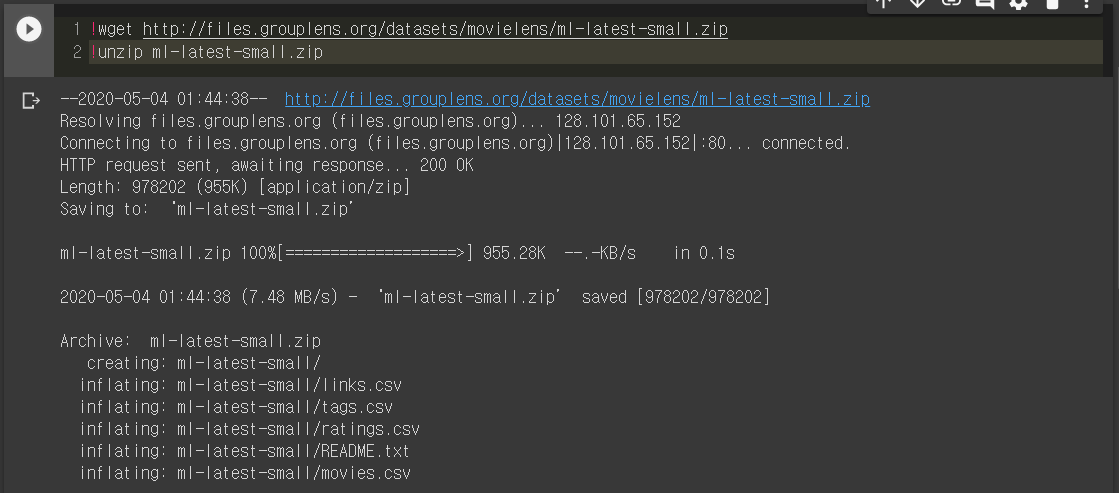 1 !wget http://files.grouplens.org/datasets/movielens/ml-latest-small.zip
2 !unzip ml-latest-small.zip
--2020-05-04 01:44:38--  http://files.grouplens.org/datasets/movielens/ml-latest-small.zip
Resolving files.grouplens.org (files.grouplens.org)... 128.101.65.152
Connecting to files.grouplens.org (files.grouplens.org)|128.101.65.152|:80... connected.
HTTP request sent, awaiting response... 200 OK
Length: 978202 (955K) [application/zip]
Saving to: ‘ml-latest-small.zip’
ml-latest-small.zip 100%[===================>] 955.28K  --.-KB/s    in 0.1s
2020-05-04 01:44:38 (7.48 MB/s) - ‘ml-latest-small.zip’ saved [978202/978202]
Archive:  ml-latest-small.zip
creating: ml-latest-small/
inflating: ml-latest-small/links.csv
inflating: ml-latest-small/tags.csv
inflating: ml-latest-small/ratings.csv
inflating: ml-latest-small/README.txt
inflating: ml-latest-small/movies.csv